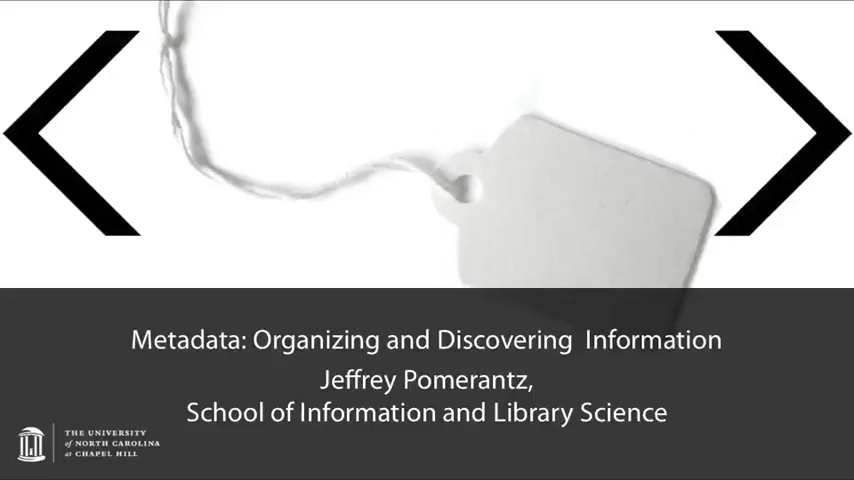 Metadata: Organizing and Discovering Information
Jeffrey Pomerantz,
School of Information and Library Science
THE UNIVERSITY
of NORTH CAROLINA
at CHAPEL HILL